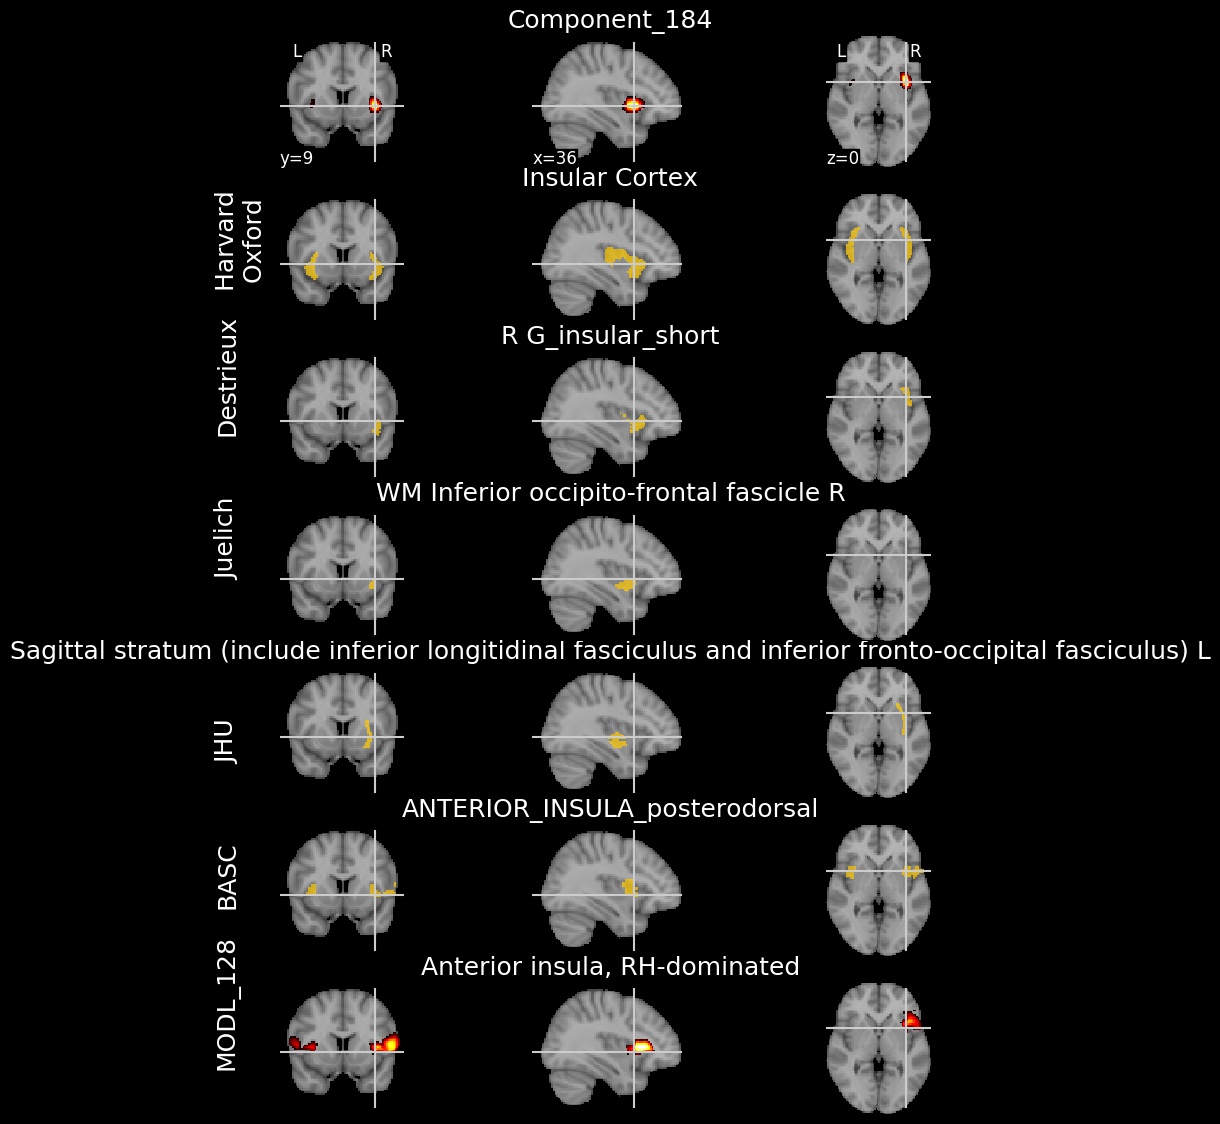 Component_184
L R L R
y=9 x=36 z=0
Insular Cortex
Harvard
Oxford
R G_insular_short
Destrieux
WM Inferior occipito-frontal fascicle R
Juelich
Sagittal stratum (include inferior longitidinal fasciculus and inferior fronto-occipital fasciculus) L
JHU
ANTERIOR_INSULA_posterodorsal
BASC
Anterior insula, RH-dominated
MODL_128